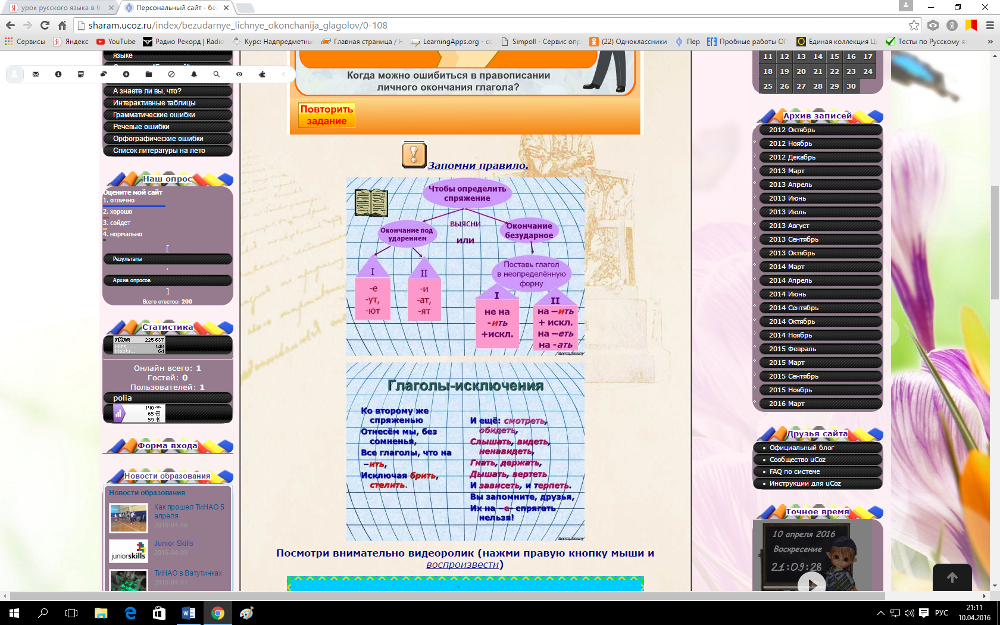 урок русского языка в 6-
Персональный сайт - без
sharam.ucoz.ru/index/bezudarnye_lichnye_okonchanija_glagolov/0-108
Сервисы
Яндекс
YouTube
Радио Рекорд | Radio
Курс: Надпредметны
Главная страница / Н
LearningApps.org - со
Simpoll - Сервис опр
(22) Одноклассники
Пер
Пробные работы ОГ
Единая коллекция Ц
Тесты по Русскому яз
»
языке
А знаете ли вы, что?
Интерактивные таблицы
Грамматические ошибки
Речевые ошибки
Орфографические ошибки
Список литературы на лето
Наш опрос
Оцените мой сайт
1. отлично
2. хорошо
3. сойдет
4. нормально
[
Результаты
·
Архив опросов
]
Всего ответов: 200
Статистика
uCoz 225 637
Hits...... 148
Hosts... 64
Онлайн всего: 1
Гостей: 0
Пользователей: 1
polia
140
65
59
Форма входа
Новости образования
Новости образования
Как прошел ТиНАО 5
апреля
2016-04-06
junior skills
Junior Skills
2016-04-05
ТиНАО в Ватутинках
2016-04-01
Когда можно ошибиться в правописании
личного окончания глагола?
Повторить
задание
Запомни правило.
Чтобы определить
спряжение
выясни
или
Окончание под
ударением
Окончание
безударное
I
-е
-ут,
-ют
II
-и
-ат,
-ят
Поставь глагол
в неопределённую
форму
I
не на
-ить
+искл.
II
на –ить
+ искл.
на –еть
на -ать
Глаголы-исключения
Ко второму же
спряженью
Отнесём мы, без
сомненья,
Все глаголы, что на
–ить,
Исключая брить,
стелить.
И ещё: смотреть,
обидеть,
Слышать, видеть,
ненавидеть,
Гнать, держать,
Дышать, вертеть
И зависеть, и терпеть.
Вы запомните, друзья,
Их на –е- спрягать
нельзя!
Посмотри внимательно видеоролик (нажми правую кнопку мыши и
воспроизвести)
11 12 13 14 15 16 17
18 19 20 21 22 23 24
25 26 27 28 29 30
Архив записей
2012 Октябрь
2012 Ноябрь
2012 Декабрь
2013 Март
2013 Апрель
2013 Июнь
2013 Июль
2013 Август
2013 Сентябрь
2013 Октябрь
2014 Март
2014 Апрель
2014 Июнь
2014 Сентябрь
2014 Октябрь
2014 Ноябрь
2015 Февраль
2015 Март
2015 Сентябрь
2015 Ноябрь
2016 Март
Друзья сайта
Официальный блог
Сообщество uCoz
FAQ по системе
Инструкции для uCoz
Точное время
10 апреля 2016
Воскресение
21:09:28
РУС
21:11
10.04.2016